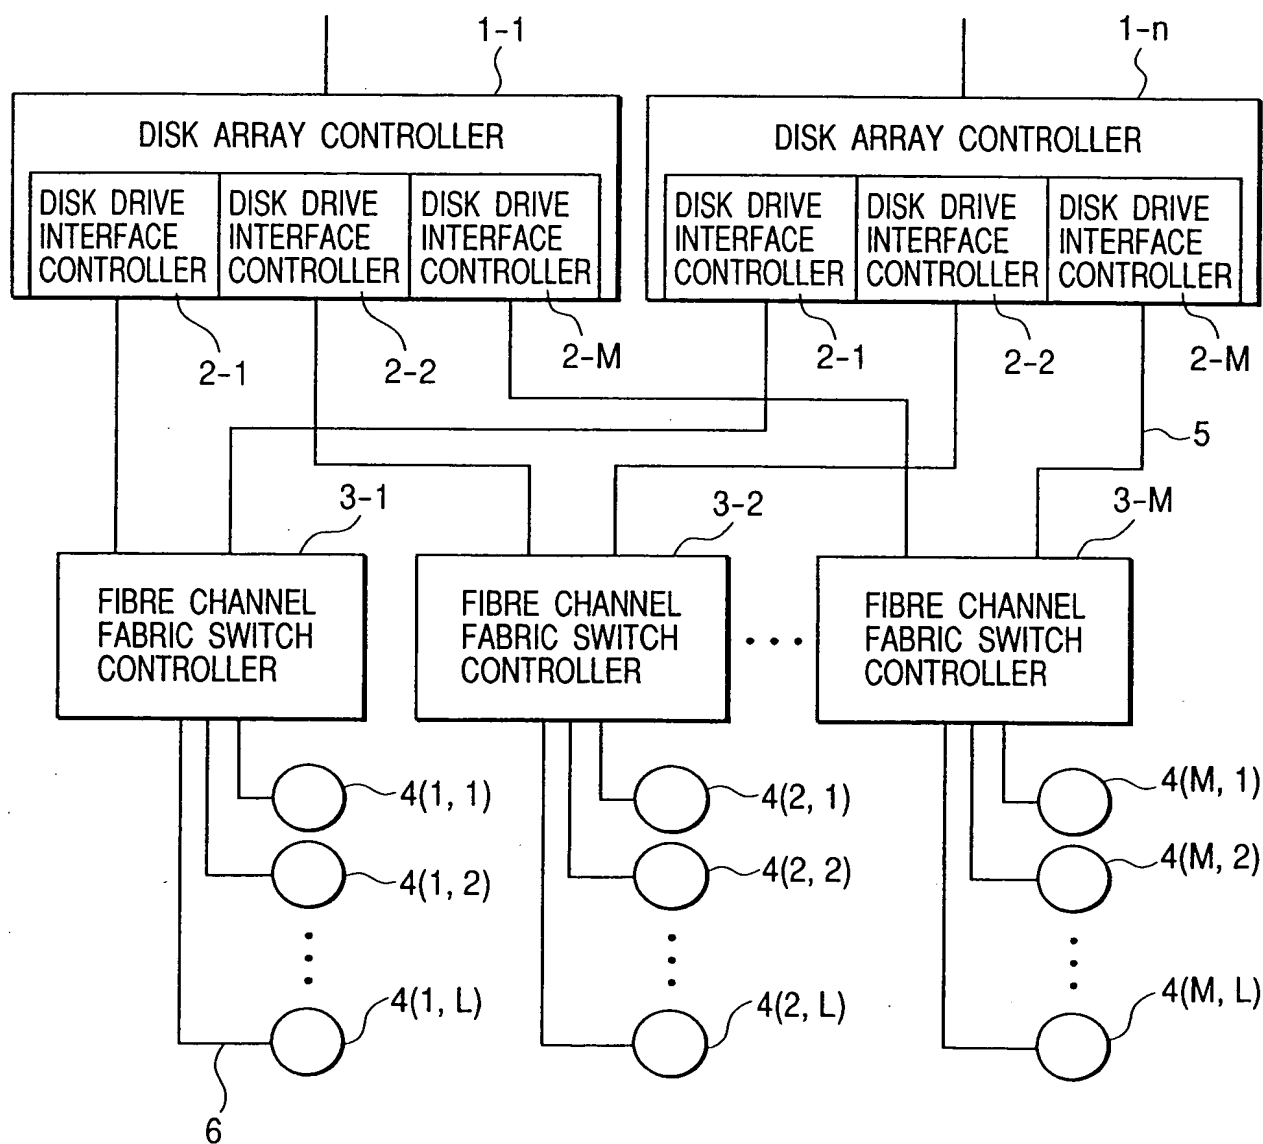 1-1
1-n
DISK ARRAY CONTROLLER
DISK ARRAY CONTROLLER
DISK DRIVE
INTERFACE
CONTROLLER
DISK DRIVE
INTERFACE
CONTROLLER
DISK DRIVE
INTERFACE
CONTROLLER
DISK DRIVE
INTERFACE
CONTROLLER
DISK DRIVE
INTERFACE
CONTROLLER
DISK DRIVE
INTERFACE
CONTROLLER
2-1
2-2
2-M
2-1
2-2
2-M
5
3-1
3-2
3-M
FIBRE CHANNEL
FABRIC SWITCH
CONTROLLER
FIBRE CHANNEL
FABRIC SWITCH
CONTROLLER
• • •
FIBRE CHANNEL
FABRIC SWITCH
CONTROLLER
4(1, 1)
4(2, 1)
4(M, 1)
4(1, 2)
4(2, 2)
4(M, 2)
4(1, L)
4(2, L)
4(M, L)
6